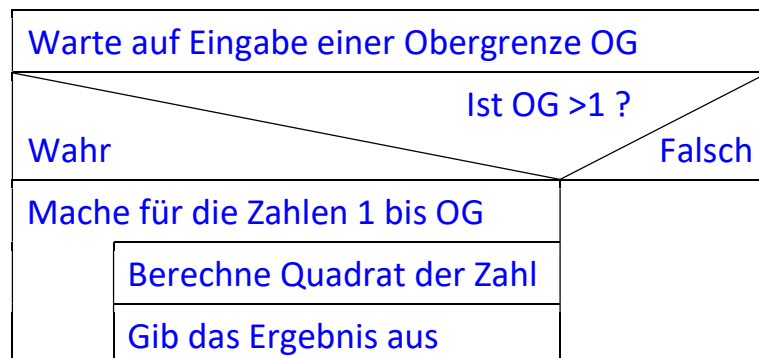 Warte auf Eingabe einer Obergrenze OG
Ist OG >1 ?
Wahr
Falsch
Mache für die Zahlen 1 bis OG
Berechne Quadrat der Zahl
Gib das Ergebnis aus